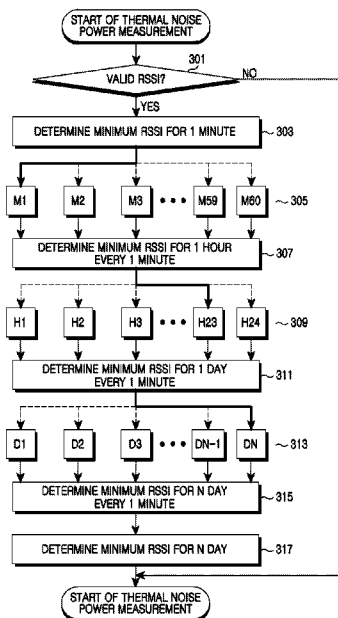 START OF THERMAL NOISE
POWER MEASUREMENT
301
VALID RSSI?
NO
YES
DETERMINE MINIMUM RSSI FOR 1 MINUTE
303
M1 M2 M3 ••• M59 M60
305
DETERMINE MINIMUM RSSI FOR 1 HOUR
EVERY 1 MINUTE
307
H1 H2 H3 ••• H23 H24
309
DETERMINE MINIMUM RSSI FOR 1 DAY
EVERY 1 MINUTE
311
D1 D2 D3 ••• DN-1 DN
313
DETERMINE MINIMUM RSSI FOR N DAY
EVERY 1 MINUTE
315
DETERMINE MINIMUM RSSI FOR N DAY
317
START OF THERMAL NOISE
POWER MEASUREMENT